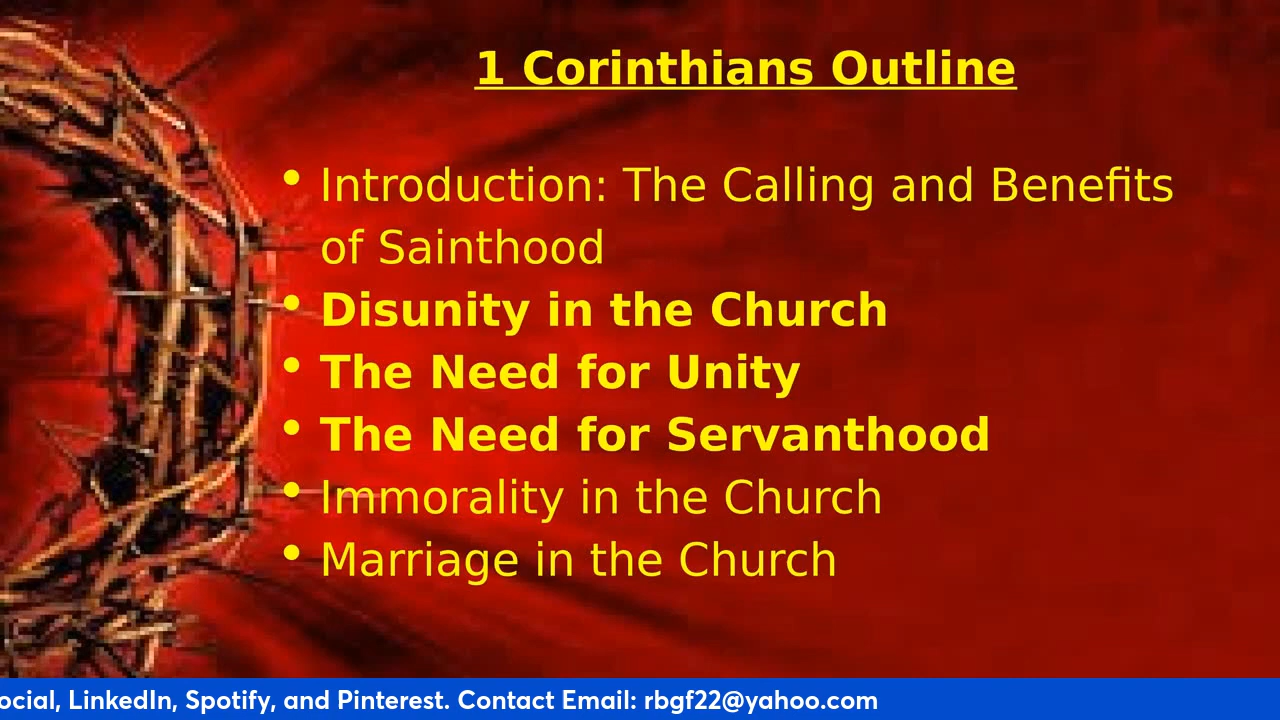 1 Corinthians Outline
• Introduction: The Calling and Benefits
of Sainthood
• Disunity in the Church
• The Need for Unity
• The Need for Servanthood
• Immorality in the Church
• Marriage in the Church
ocial, LinkedIn, Spotify, and Pinterest. Contact Email: rbgf22@yahoo.com